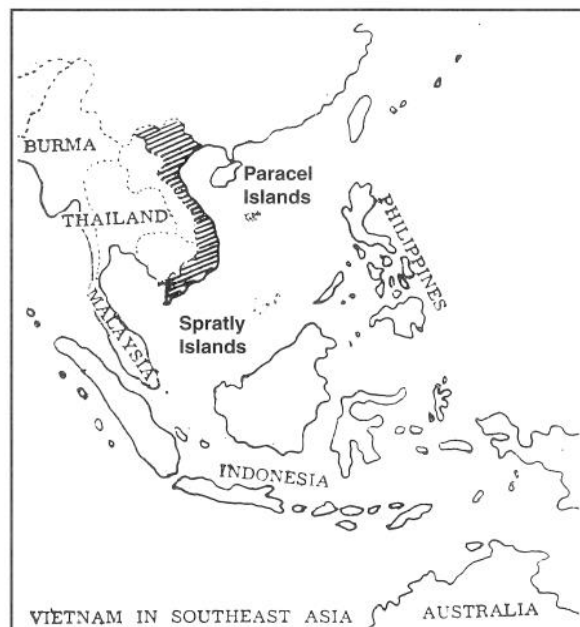 BURMA
Paracel
Islands
THAILAND
PHILIPPINES
MALAYSIA
Spratly
Islands
INDONESIA
VIETNAM IN SOUTHEAST ASIA
AUSTRALIA